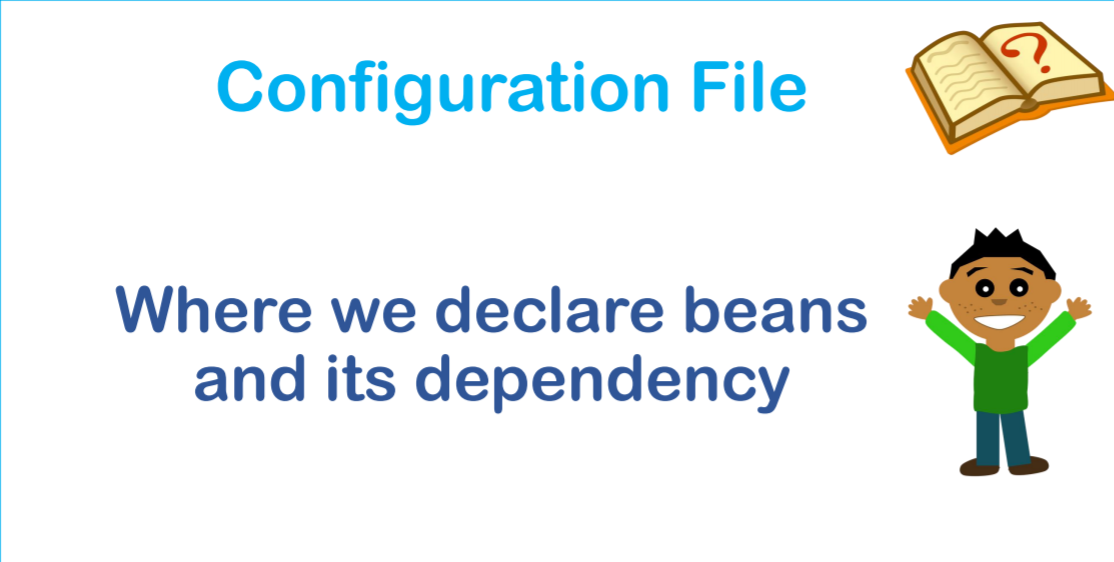 Configuration File
?
Where we declare beans
and its dependency